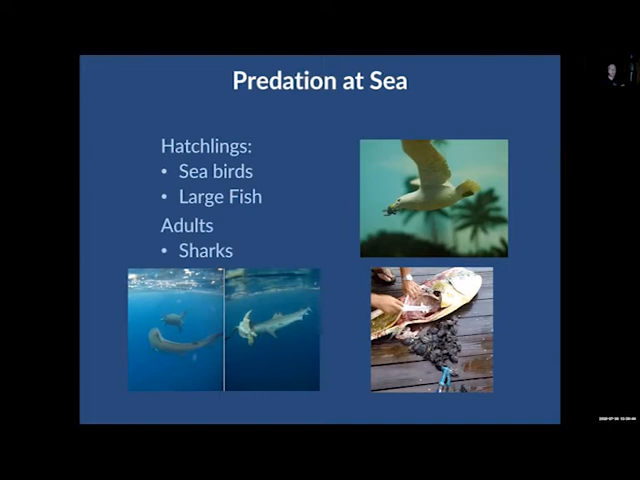 Predation at Sea
Hatchlings:
• Sea birds
• Large Fish
Adults
• Sharks